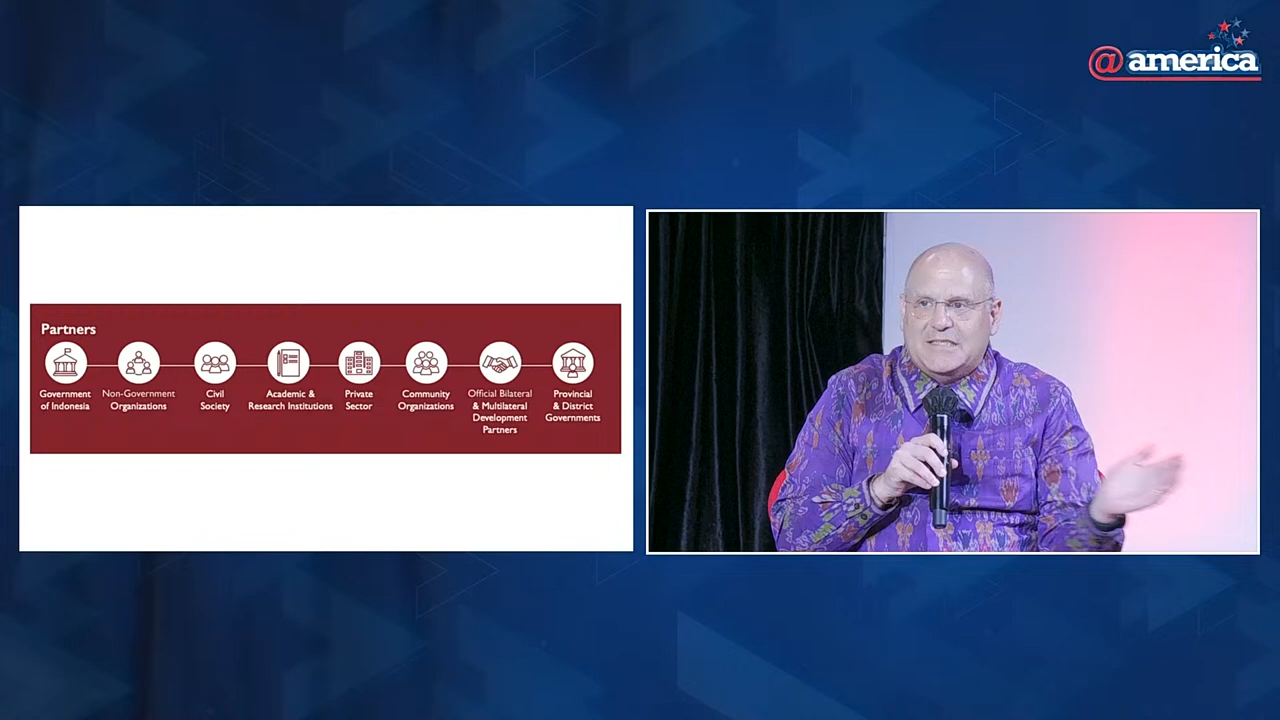 @america
Partners
Government
of Indonesia
Non-Government
Organizations
Civil
Society
Academic &
Research Institutions
Private
Sector
Community
Organizations
Official Bilateral
& Multilateral
Development
Partners
Provincial
& District
Governments